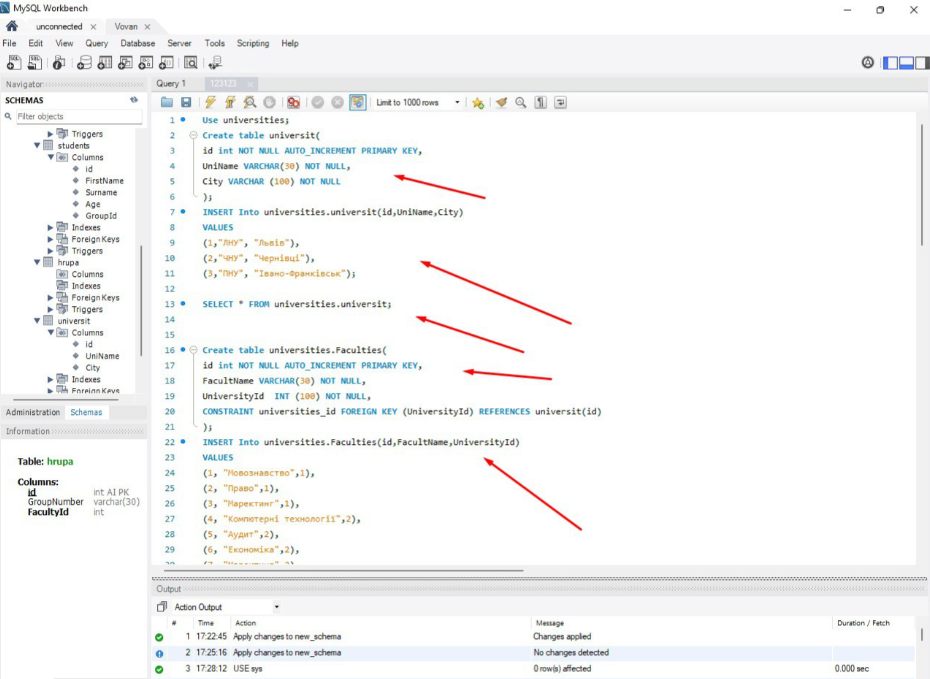 MySQL Workbench
unconnected
Vovan
File Edit View Query Database Server Tools Scripting Help
Navigator
SCHEMAS
Filter objects
Triggers
students
Columns
id
FirstName
Surname
Age
GroupId
Indexes
Foreign Keys
Triggers
hrupa
Columns
Indexes
Foreign Keys
Triggers
universit
Columns
id
UniName
City
Indexes
Foreign Keys
Administration Schemas
Information
Table: hrupa
Columns:
id int AI PK
GroupNumber varchar(30)
FacultyId int
Query 1
123123
Limit to 1000 rows
1 Use universities;
2 Create table universit(
3 id int NOT NULL AUTO_INCREMENT PRIMARY KEY,
4 UniName VARCHAR(30) NOT NULL,
5 City VARCHAR (100) NOT NULL
6 );
7 INSERT Into universities.universit(id,UniName,City)
8 VALUES
9 (1,"ЛНУ", "Львів"),
10 (2,"ЧНУ", "Чернівці"),
11 (3,"ПНУ", "Івано-Франківськ");
12
13 SELECT * FROM universities.universit;
14
15
16 Create table universities.Faculties(
17 id int NOT NULL AUTO_INCREMENT PRIMARY KEY,
18 FacultName VARCHAR(30) NOT NULL,
19 UniversityId INT (100) NOT NULL,
20 CONSTRAINT universities_id FOREIGN KEY (UniversityId) REFERENCES universit(id)
21 );
22 INSERT Into universities.Faculties(id,FacultName,UniversityId)
23 VALUES
24 (1, "Мовознавство",1),
25 (2, "Право",1),
26 (3, "Маректинг",1),
27 (4, "Компютерні технології",2),
28 (5, "Аудит",2),
29 (6, "Економіка",2),
Output
Action Output
# Time Action Message Duration / Fetch
1 17:22:45 Apply changes to new_schema Changes applied
2 17:25:16 Apply changes to new_schema No changes detected
3 17:28:12 USE sys 0 row(s) affected 0.000 sec